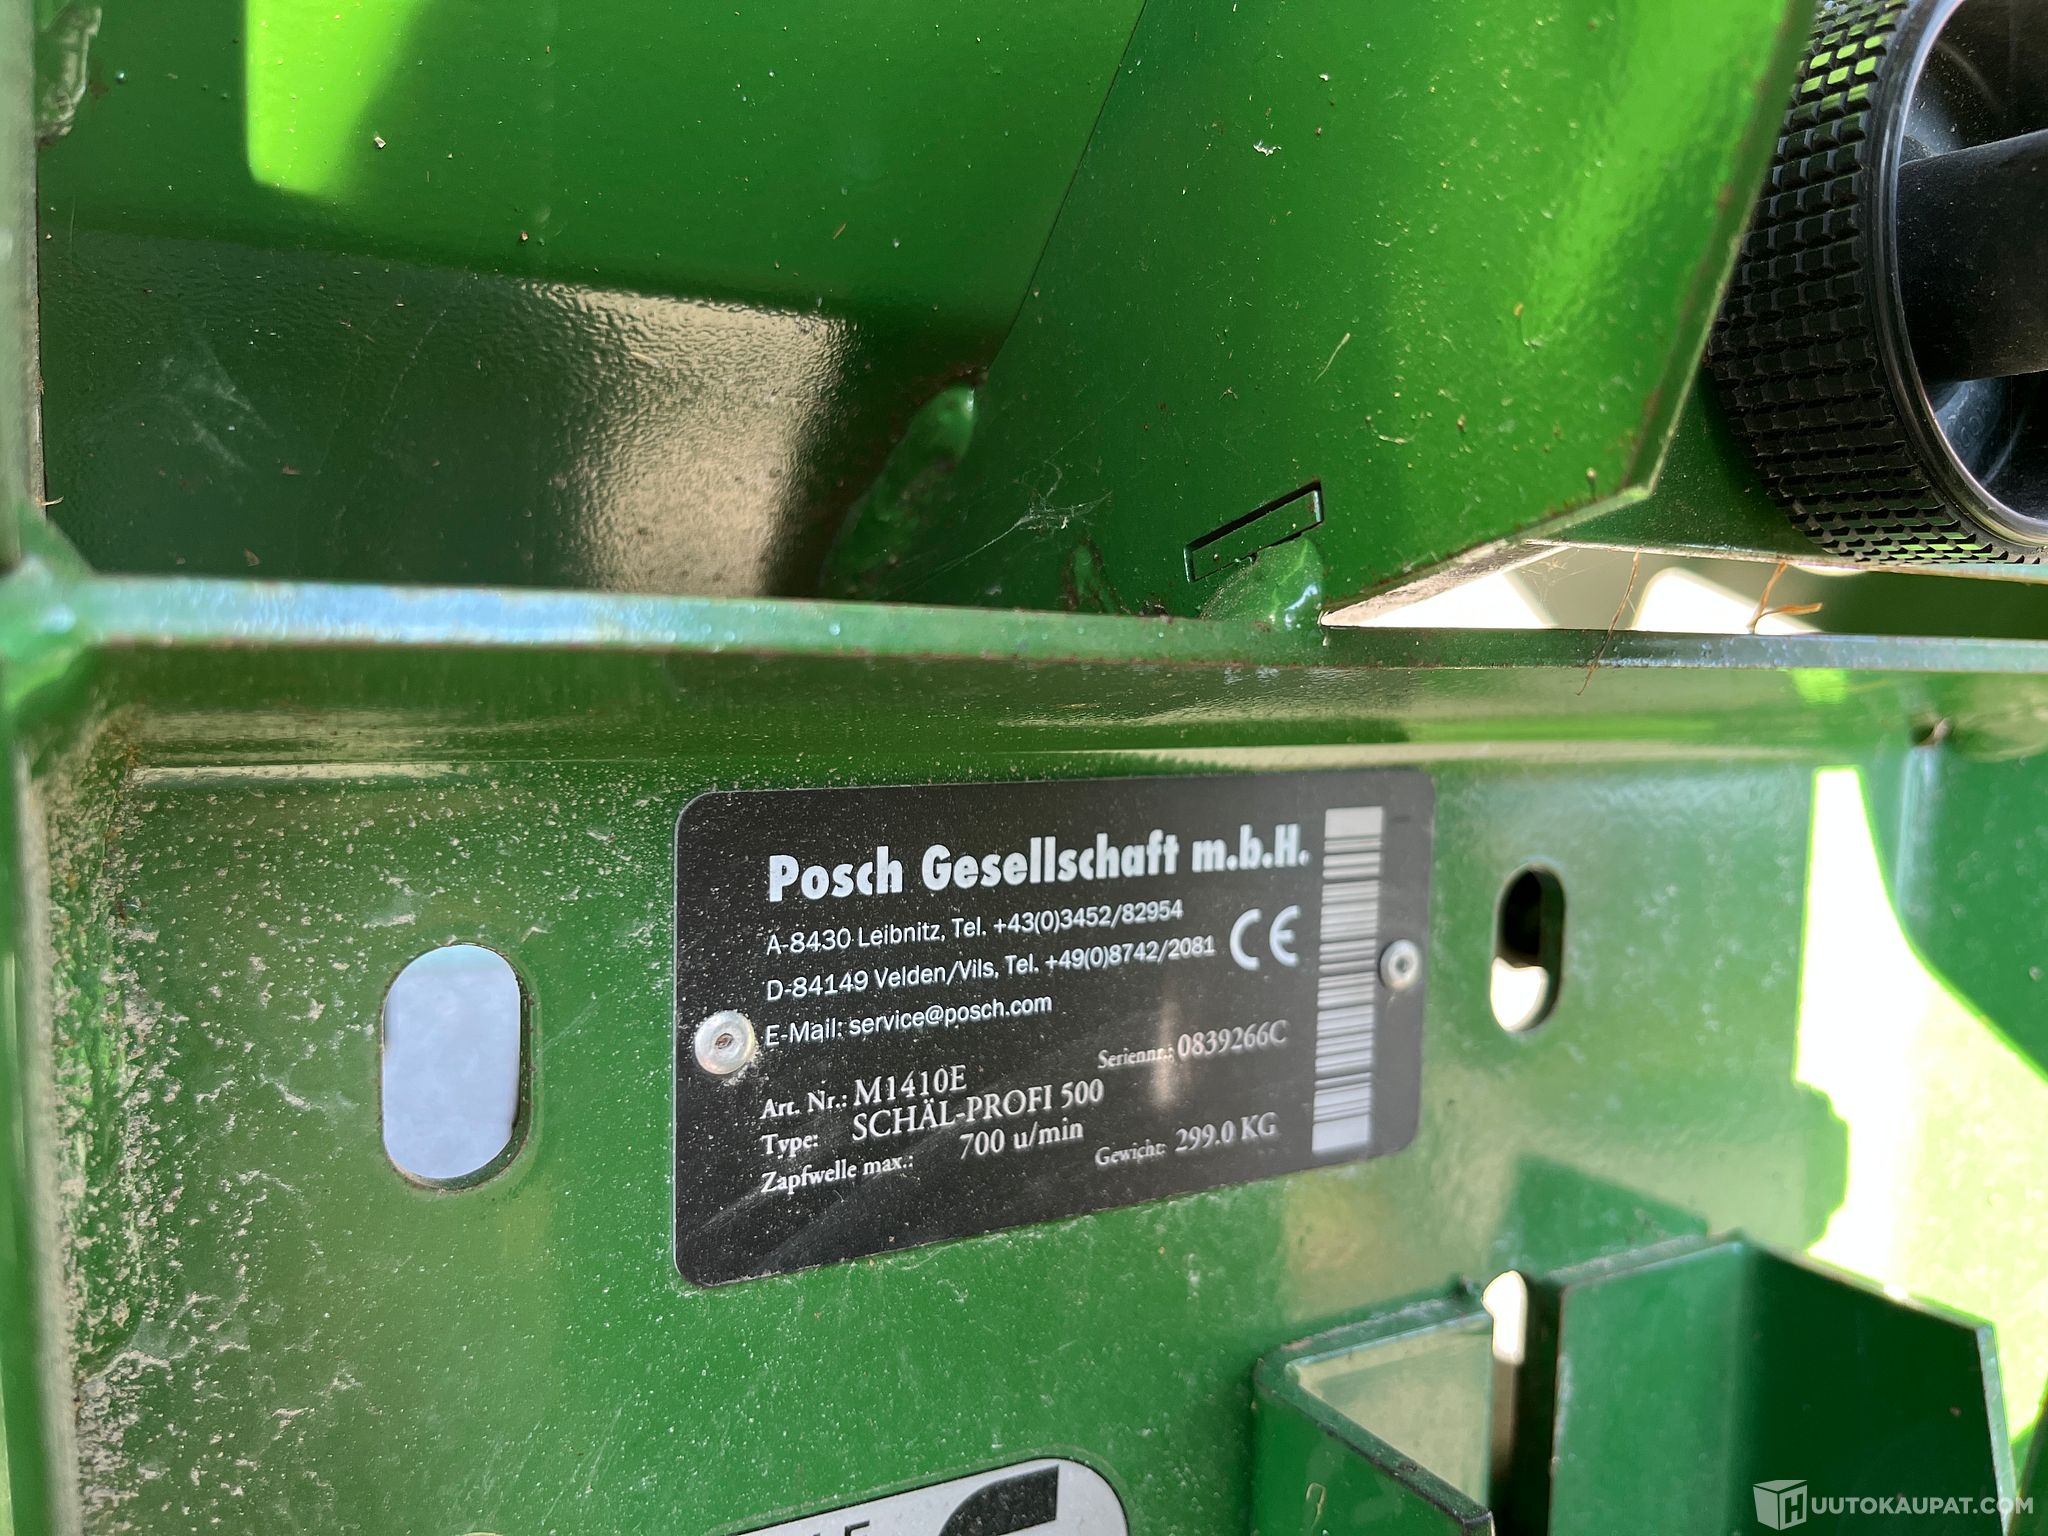 Posch Gesellschaft m.b.H.
A-8430 Leibnitz, Tel. +43(0)3452/82954
D-84149 Velden/Vils, Tel. +49(0)8742/2081
CE
E-Mail: service@posch.com
Seriennr.: 0839266C
Art. Nr.: M1410E
Type: SCHÄL-PROFI 500
Zapfwelle max.: 700 u/min
Gewicht: 299.0 KG
HUUTOKAUPAT.COM